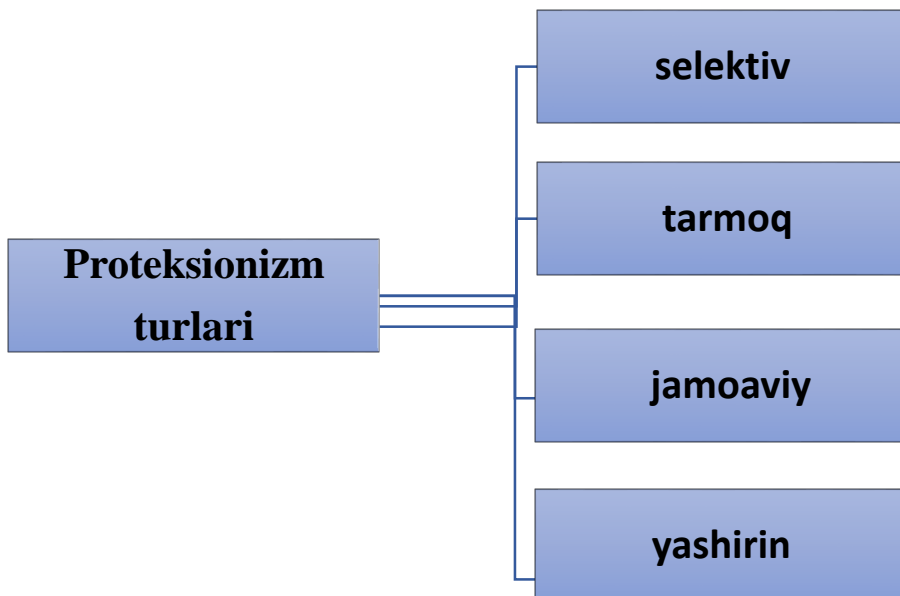 selektiv
tarmoq
Proteksionizm
turlari
jamoaviy
yashirin